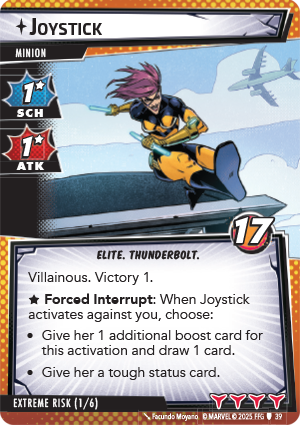 Joystick
MINION
1★
SCH
1★
ATK
17
ELITE. THUNDERBOLT.
Villainous. Victory 1.
★ Forced Interrupt: When Joystick
activates against you, choose:
• Give her 1 additional boost card for
this activation and draw 1 card.
• Give her a tough status card.
EXTREME RISK (1/6)
Facundo Moyano © MARVEL © 2025 FFG 39